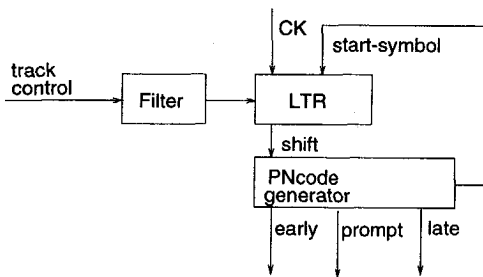 CK
start-symbol
track
control
Filter
LTR
shift
PNcode
generator
early
prompt
late